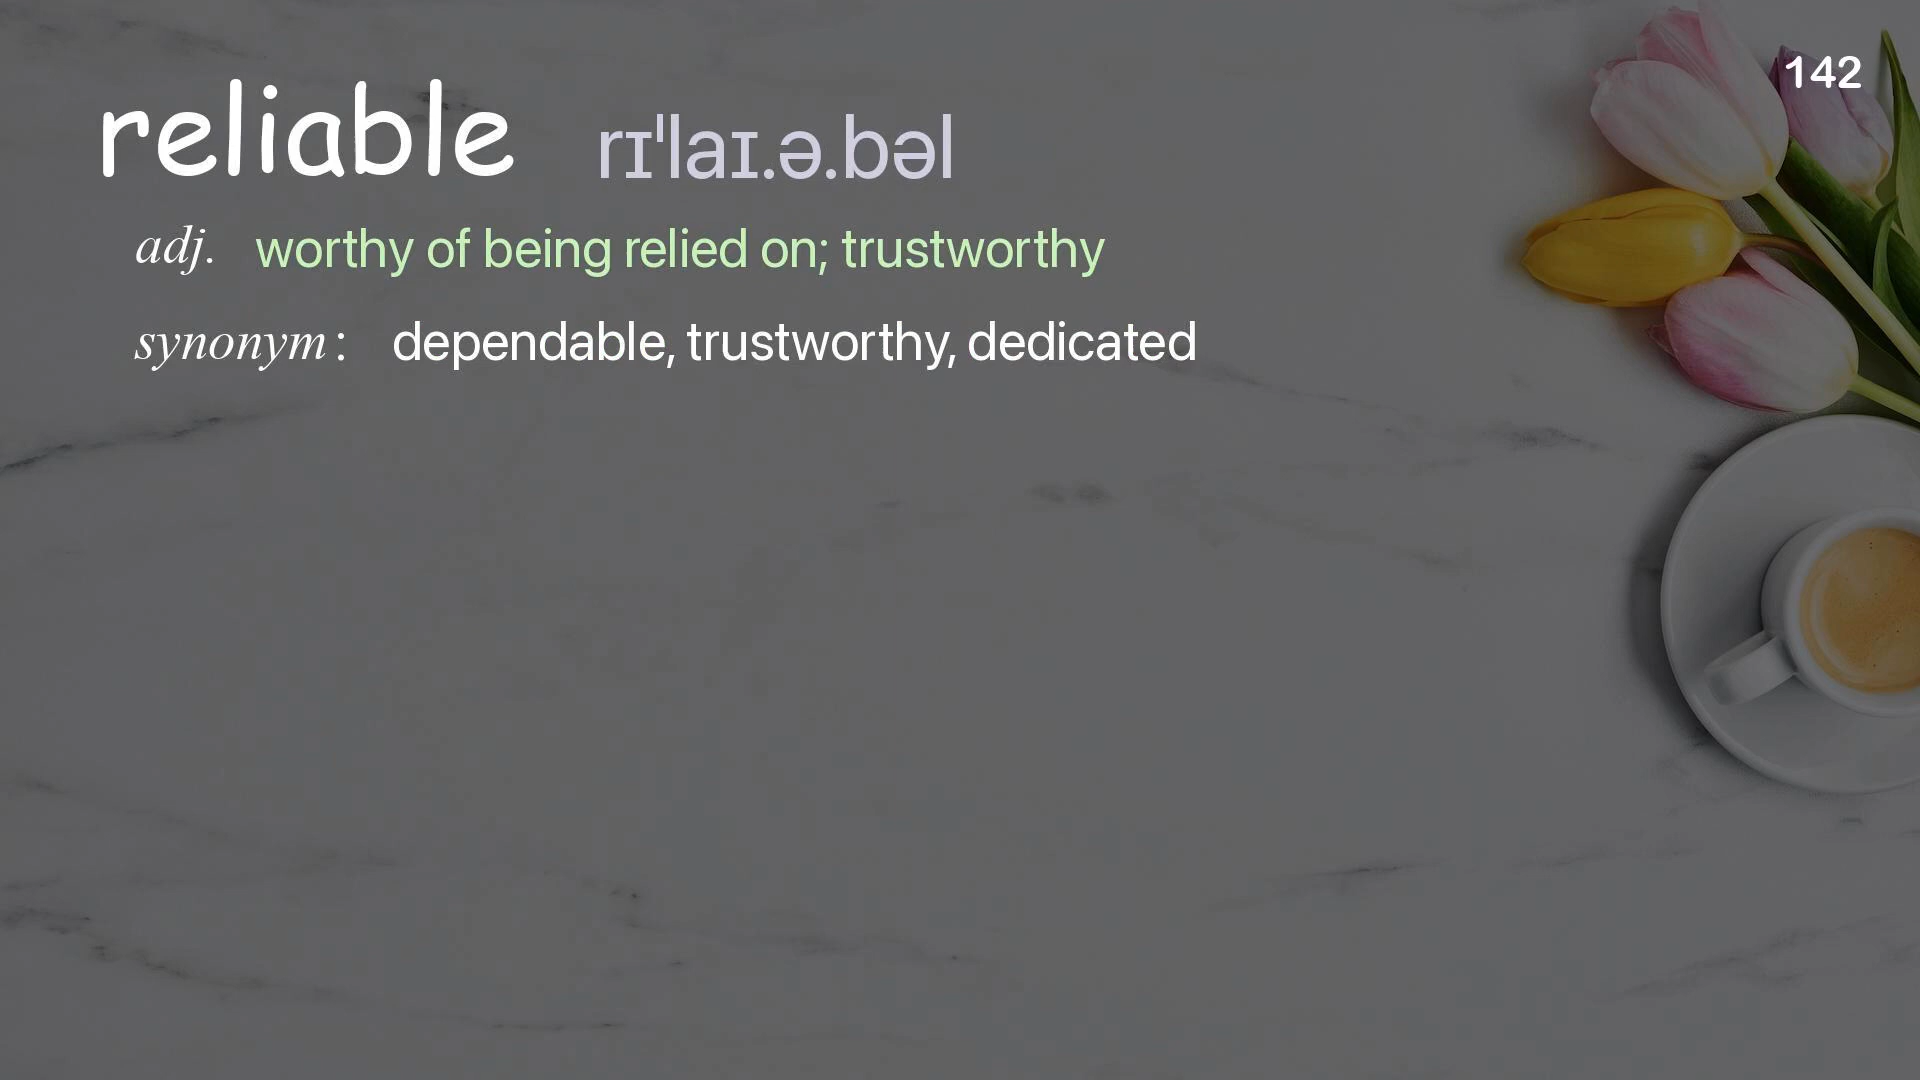 142
reliable rɪˈlaɪ.ə.bəl
adj. worthy of being relied on; trustworthy
synonym: dependable, trustworthy, dedicated